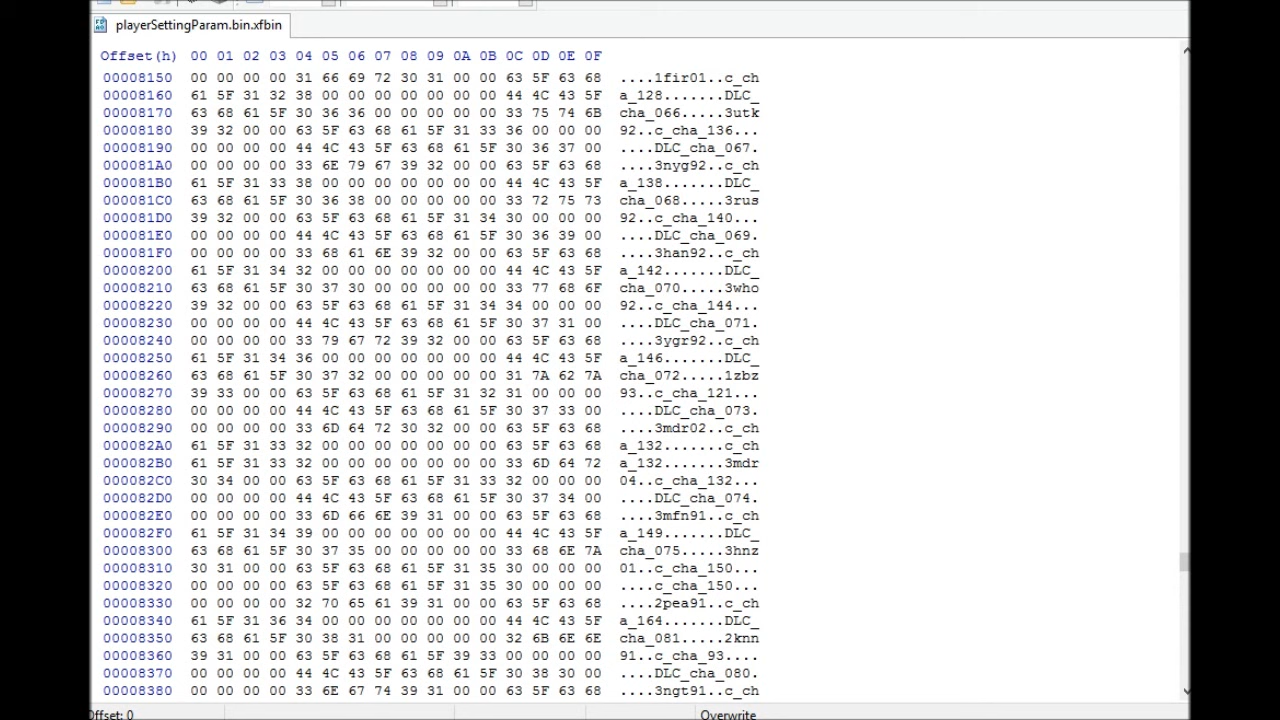 playerSettingParam.bin.xfbin
Offset(h) 00 01 02 03 04 05 06 07 08 09 0A 0B 0C 0D 0E 0F
00008150 00 00 00 00 31 66 69 72 30 31 00 00 63 5F 63 68 ....1fir01..c_ch
00008160 61 5F 31 32 38 00 00 00 00 00 00 00 44 4C 43 5F a_128.......DLC_
00008170 63 68 61 5F 30 36 36 00 00 00 00 00 33 75 74 6B cha_066.....3utk
00008180 39 32 00 00 63 5F 63 68 61 5F 31 33 36 00 00 00 92..c_cha_136...
00008190 00 00 00 00 44 4C 43 5F 63 68 61 5F 30 36 37 00 ....DLC_cha_067.
000081A0 00 00 00 00 33 6E 79 67 39 32 00 00 63 5F 63 68 ....3nyg92..c_ch
000081B0 61 5F 31 33 38 00 00 00 00 00 00 00 44 4C 43 5F a_138.......DLC_
000081C0 63 68 61 5F 30 36 38 00 00 00 00 00 33 72 75 73 cha_068.....3rus
000081D0 39 32 00 00 63 5F 63 68 61 5F 31 34 30 00 00 00 92..c_cha_140...
000081E0 00 00 00 00 44 4C 43 5F 63 68 61 5F 30 36 39 00 ....DLC_cha_069.
000081F0 00 00 00 00 33 68 61 6E 39 32 00 00 63 5F 63 68 ....3han92..c_ch
00008200 61 5F 31 34 32 00 00 00 00 00 00 00 44 4C 43 5F a_142.......DLC_
00008210 63 68 61 5F 30 37 30 00 00 00 00 00 33 77 68 6F cha_070.....3who
00008220 39 32 00 00 63 5F 63 68 61 5F 31 34 34 00 00 00 92..c_cha_144...
00008230 00 00 00 00 44 4C 43 5F 63 68 61 5F 30 37 31 00 ....DLC_cha_071.
00008240 00 00 00 00 33 79 67 72 39 32 00 00 63 5F 63 68 ....3ygr92..c_ch
00008250 61 5F 31 34 36 00 00 00 00 00 00 00 44 4C 43 5F a_146.......DLC_
00008260 63 68 61 5F 30 37 32 00 00 00 00 00 31 7A 62 7A cha_072.....1zbz
00008270 39 33 00 00 63 5F 63 68 61 5F 31 32 31 00 00 00 93..c_cha_121...
00008280 00 00 00 00 44 4C 43 5F 63 68 61 5F 30 37 33 00 ....DLC_cha_073.
00008290 00 00 00 00 33 6D 64 72 30 32 00 00 63 5F 63 68 ....3mdr02..c_ch
000082A0 61 5F 31 33 32 00 00 00 00 00 00 00 63 5F 63 68 a_132.......c_ch
000082B0 61 5F 31 33 32 00 00 00 00 00 00 00 33 6D 64 72 a_132.......3mdr
000082C0 30 34 00 00 63 5F 63 68 61 5F 31 33 32 00 00 00 04..c_cha_132...
000082D0 00 00 00 00 44 4C 43 5F 63 68 61 5F 30 37 34 00 ....DLC_cha_074.
000082E0 00 00 00 00 33 6D 66 6E 39 31 00 00 63 5F 63 68 ....3mfn91..c_ch
000082F0 61 5F 31 34 39 00 00 00 00 00 00 00 44 4C 43 5F a_149.......DLC_
00008300 63 68 61 5F 30 37 35 00 00 00 00 00 33 68 6E 7A cha_075.....3hnz
00008310 30 31 00 00 63 5F 63 68 61 5F 31 35 30 00 00 00 01..c_cha_150...
00008320 00 00 00 00 63 5F 63 68 61 5F 31 35 30 00 00 00 ....c_cha_150...
00008330 00 00 00 00 32 70 65 61 39 31 00 00 63 5F 63 68 ....2pea91..c_ch
00008340 61 5F 31 36 34 00 00 00 00 00 00 00 44 4C 43 5F a_164.......DLC_
00008350 63 68 61 5F 30 38 31 00 00 00 00 00 32 6B 6E 6E cha_081.....2knn
00008360 39 31 00 00 63 5F 63 68 61 5F 39 33 00 00 00 00 91..c_cha_93....
00008370 00 00 00 00 44 4C 43 5F 63 68 61 5F 30 38 30 00 ....DLC_cha_080.
00008380 00 00 00 00 33 6E 67 74 39 31 00 00 63 5F 63 68 ....3ngt91..c_ch
Offset: 0 Overwrite